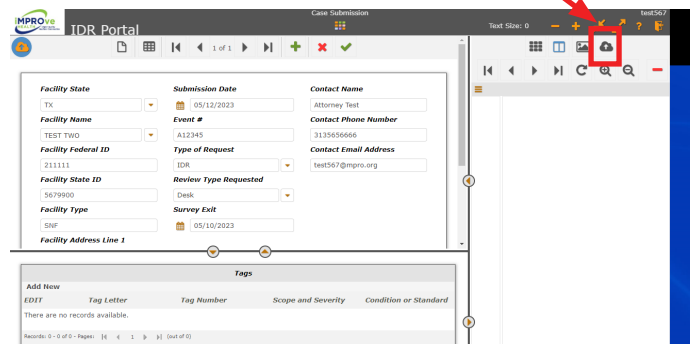 Case Submission
test567
IMPROve
HEALTH
IDR Portal
Text Size: 0
?
1 of 1
Facility State
Submission Date
Contact Name
TX
05/12/2023
Attorney Test
Facility Name
Event #
Contact Phone Number
TEST TWO
A12345
3135656666
Facility Federal ID
Type of Request
Contact Email Address
211111
IDR
test567@mpro.org
Facility State ID
Review Type Requested
5679900
Desk
Facility Type
Survey Exit
SNF
05/10/2023
Facility Address Line 1
Tags
Add New
EDIT Tag Letter Tag Number Scope and Severity Condition or Standard
There are no records available.
Records: 0 - 0 of 0 - Pages: 1 (out of 0)